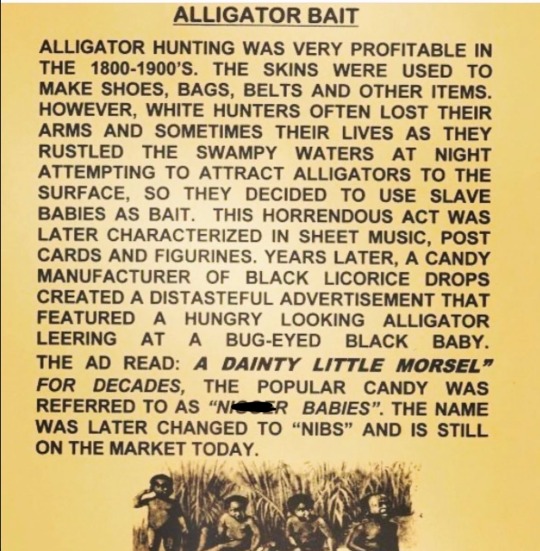 ALLIGATOR BAIT
ALLIGATOR HUNTING WAS VERY PROFITABLE IN
THE 1800-1900'S. THE SKINS WERE USED TO
MAKE SHOES, BAGS, BELTS AND OTHER ITEMS.
HOWEVER, WHITE HUNTERS OFTEN LOST THEIR
ARMS AND SOMETIMES THEIR LIVES AS THEY
RUSTLED THE SWAMPY WATERS AT NIGHT
ATTEMPTING TO ATTRACT ALLIGATORS TO THE
SURFACE, SO THEY DECIDED TO USE SLAVE
BABIES AS BAIT. THIS HORRENDOUS ACT WAS
LATER CHARACTERIZED IN SHEET MUSIC, POST
CARDS AND FIGURINES. YEARS LATER, A CANDY
MANUFACTURER OF BLACK LICORICE DROPS
CREATED A DISTASTEFUL ADVERTISEMENT THAT
FEATURED A HUNGRY LOOKING ALLIGATOR
LEERING AT A BUG-EYED BLACK BABY.
THE AD READ: A DAINTY LITTLE MORSEL”
FOR DECADES, THE POPULAR CANDY WAS
REFERRED TO AS “N R BABIES”. THE NAME
WAS LATER CHANGED TO “NIBS” AND IS STILL
ON THE MARKET TODAY.